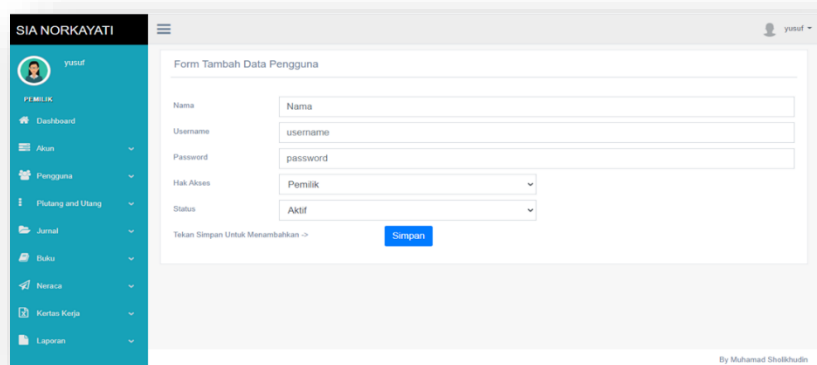 SIA NORKAYATI
yusuf
yusuf
PEMILIK
Dashboard
Akun
Pengguna
Piutang and Utang
Jurnal
Buku
Neraca
Kertas Kerja
Laporan
Form Tambah Data Pengguna
Nama Nama
Username username
Password password
Hak Akses Pemilik
Status Aktif
Tekan Simpan Untuk Menambahkan -> Simpan
By Muhamad Sholikhudin